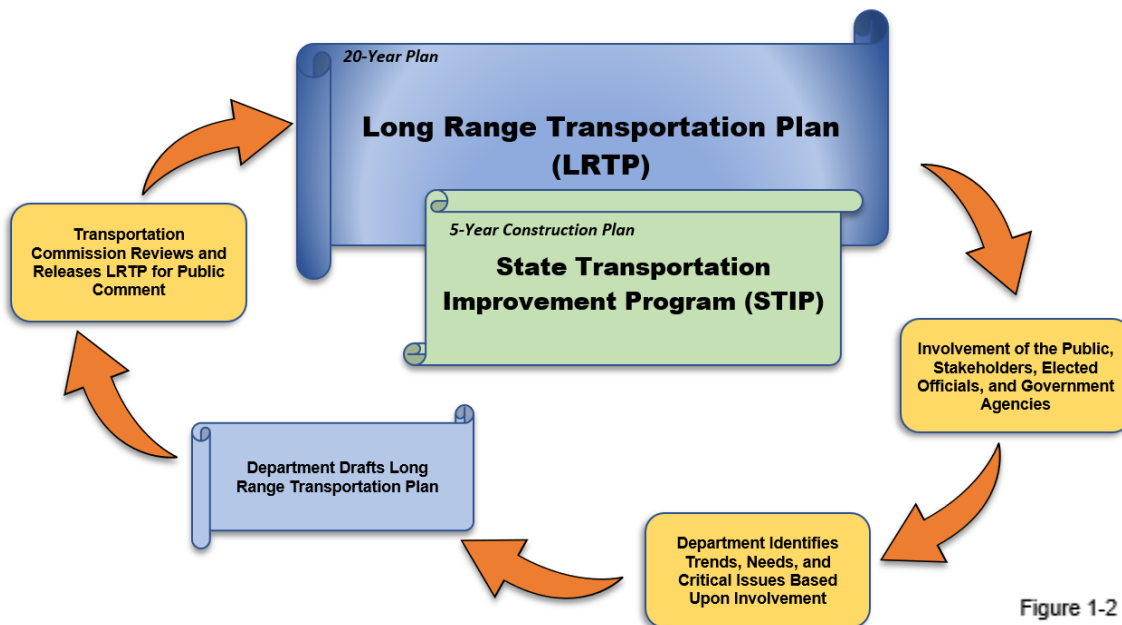 20-Year Plan
Long Range Transportation Plan
(LRTP)
5-Year Construction Plan
State Transportation
Improvement Program (STIP)
Transportation
Commission Reviews and
Releases LRTP for Public
Comment
Involvement of the Public,
Stakeholders, Elected
Officials, and Government
Agencies
Department Drafts Long
Range Transportation Plan
Department Identifies
Trends, Needs, and
Critical Issues Based
Upon Involvement
Figure 1-2